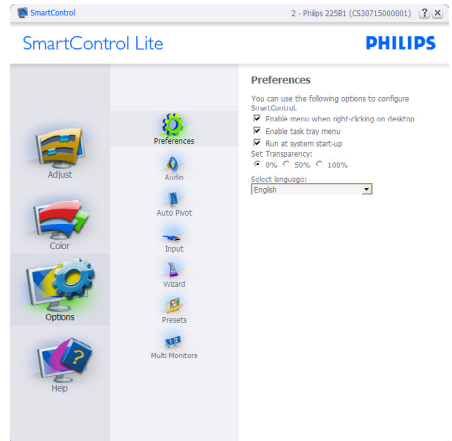 SmartControl
2 - Philips 225B1 (CS30715000001)
SmartControl Lite
PHILIPS
Adjust
Color
Options
Help
Preferences
Audio
Auto Pivot
Input
Wizard
Presets
Multi Monitors
Preferences
You can use the following options to configure
SmartControl.
Enable menu when right-clicking on desktop
Enable task tray menu
Run at system start-up
Set Transparency:
0% 50% 100%
Select language:
English